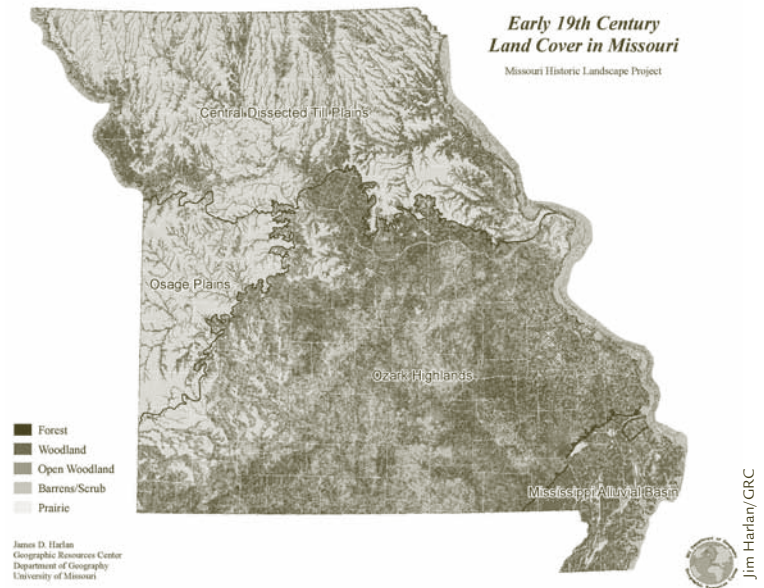 Early 19th Century
Land Cover in Missouri
Missouri Historic Landscape Project
Central Dissected Till Plains
Osage Plains
Ozark Highlands
Mississippi Alluvial Basin
Forest
Woodland
Open Woodland
Barrens/Scrub
Prairie
James D. Harlan
Geographic Resources Center
Department of Geography
University of Missouri
Jim Harlan/GRC